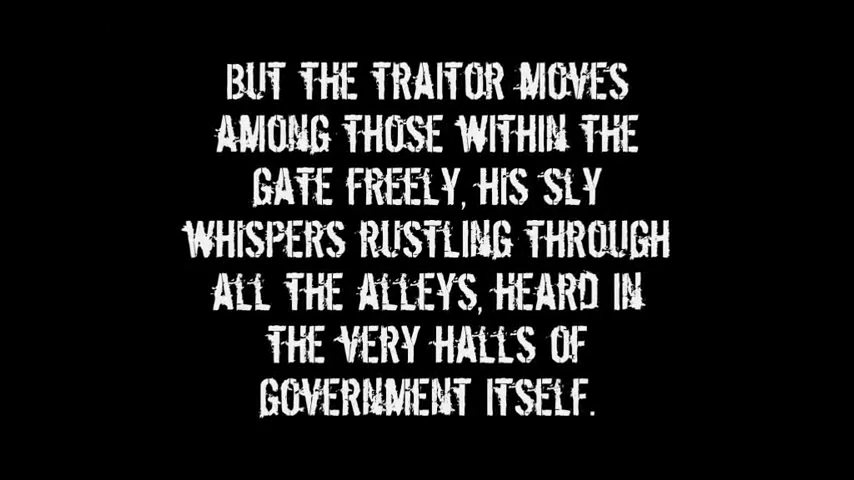 BUT THE TRAITOR MOVES
AMONG THOSE WITHIN THE
GATE FREELY, HIS SLY
WHISPERS RUSTLING THROUGH
ALL THE ALLEYS, HEARD IN
THE VERY HALLS OF
GOVERNMENT ITSELF.